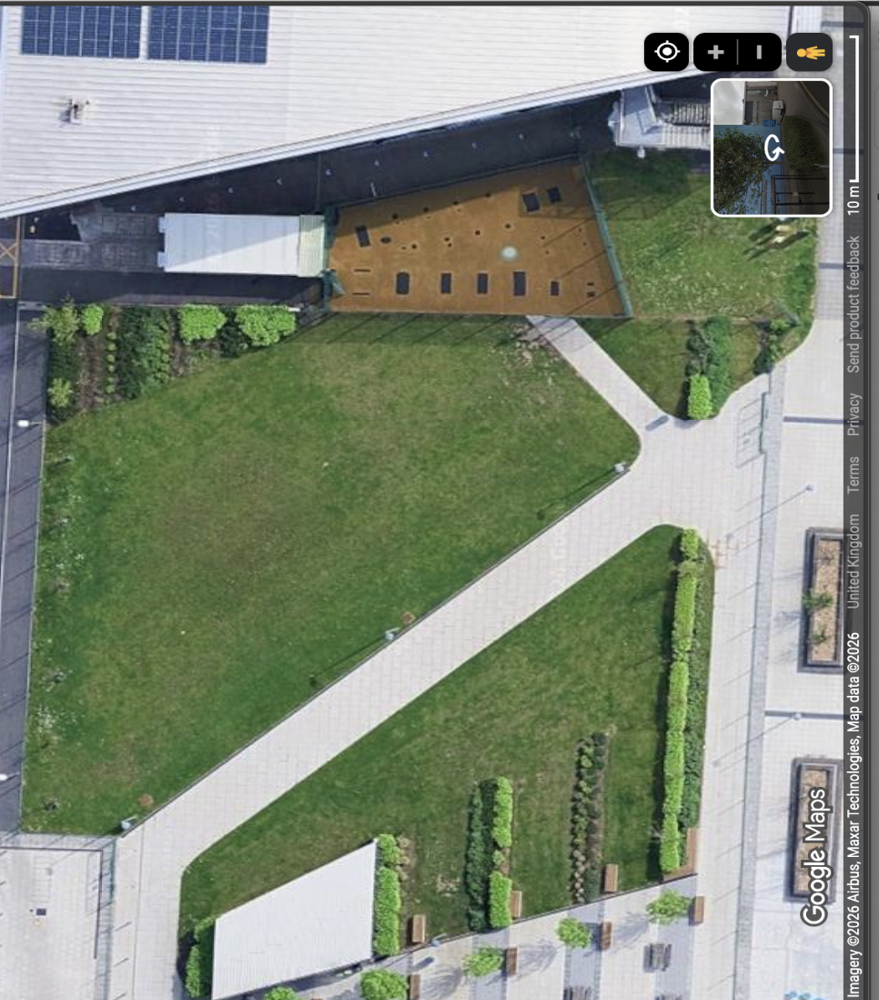 10 m
Send product feedback
Privacy
Terms
United Kingdom
Imagery ©2026 Airbus, Maxar Technologies, Map data ©2026
Google Maps